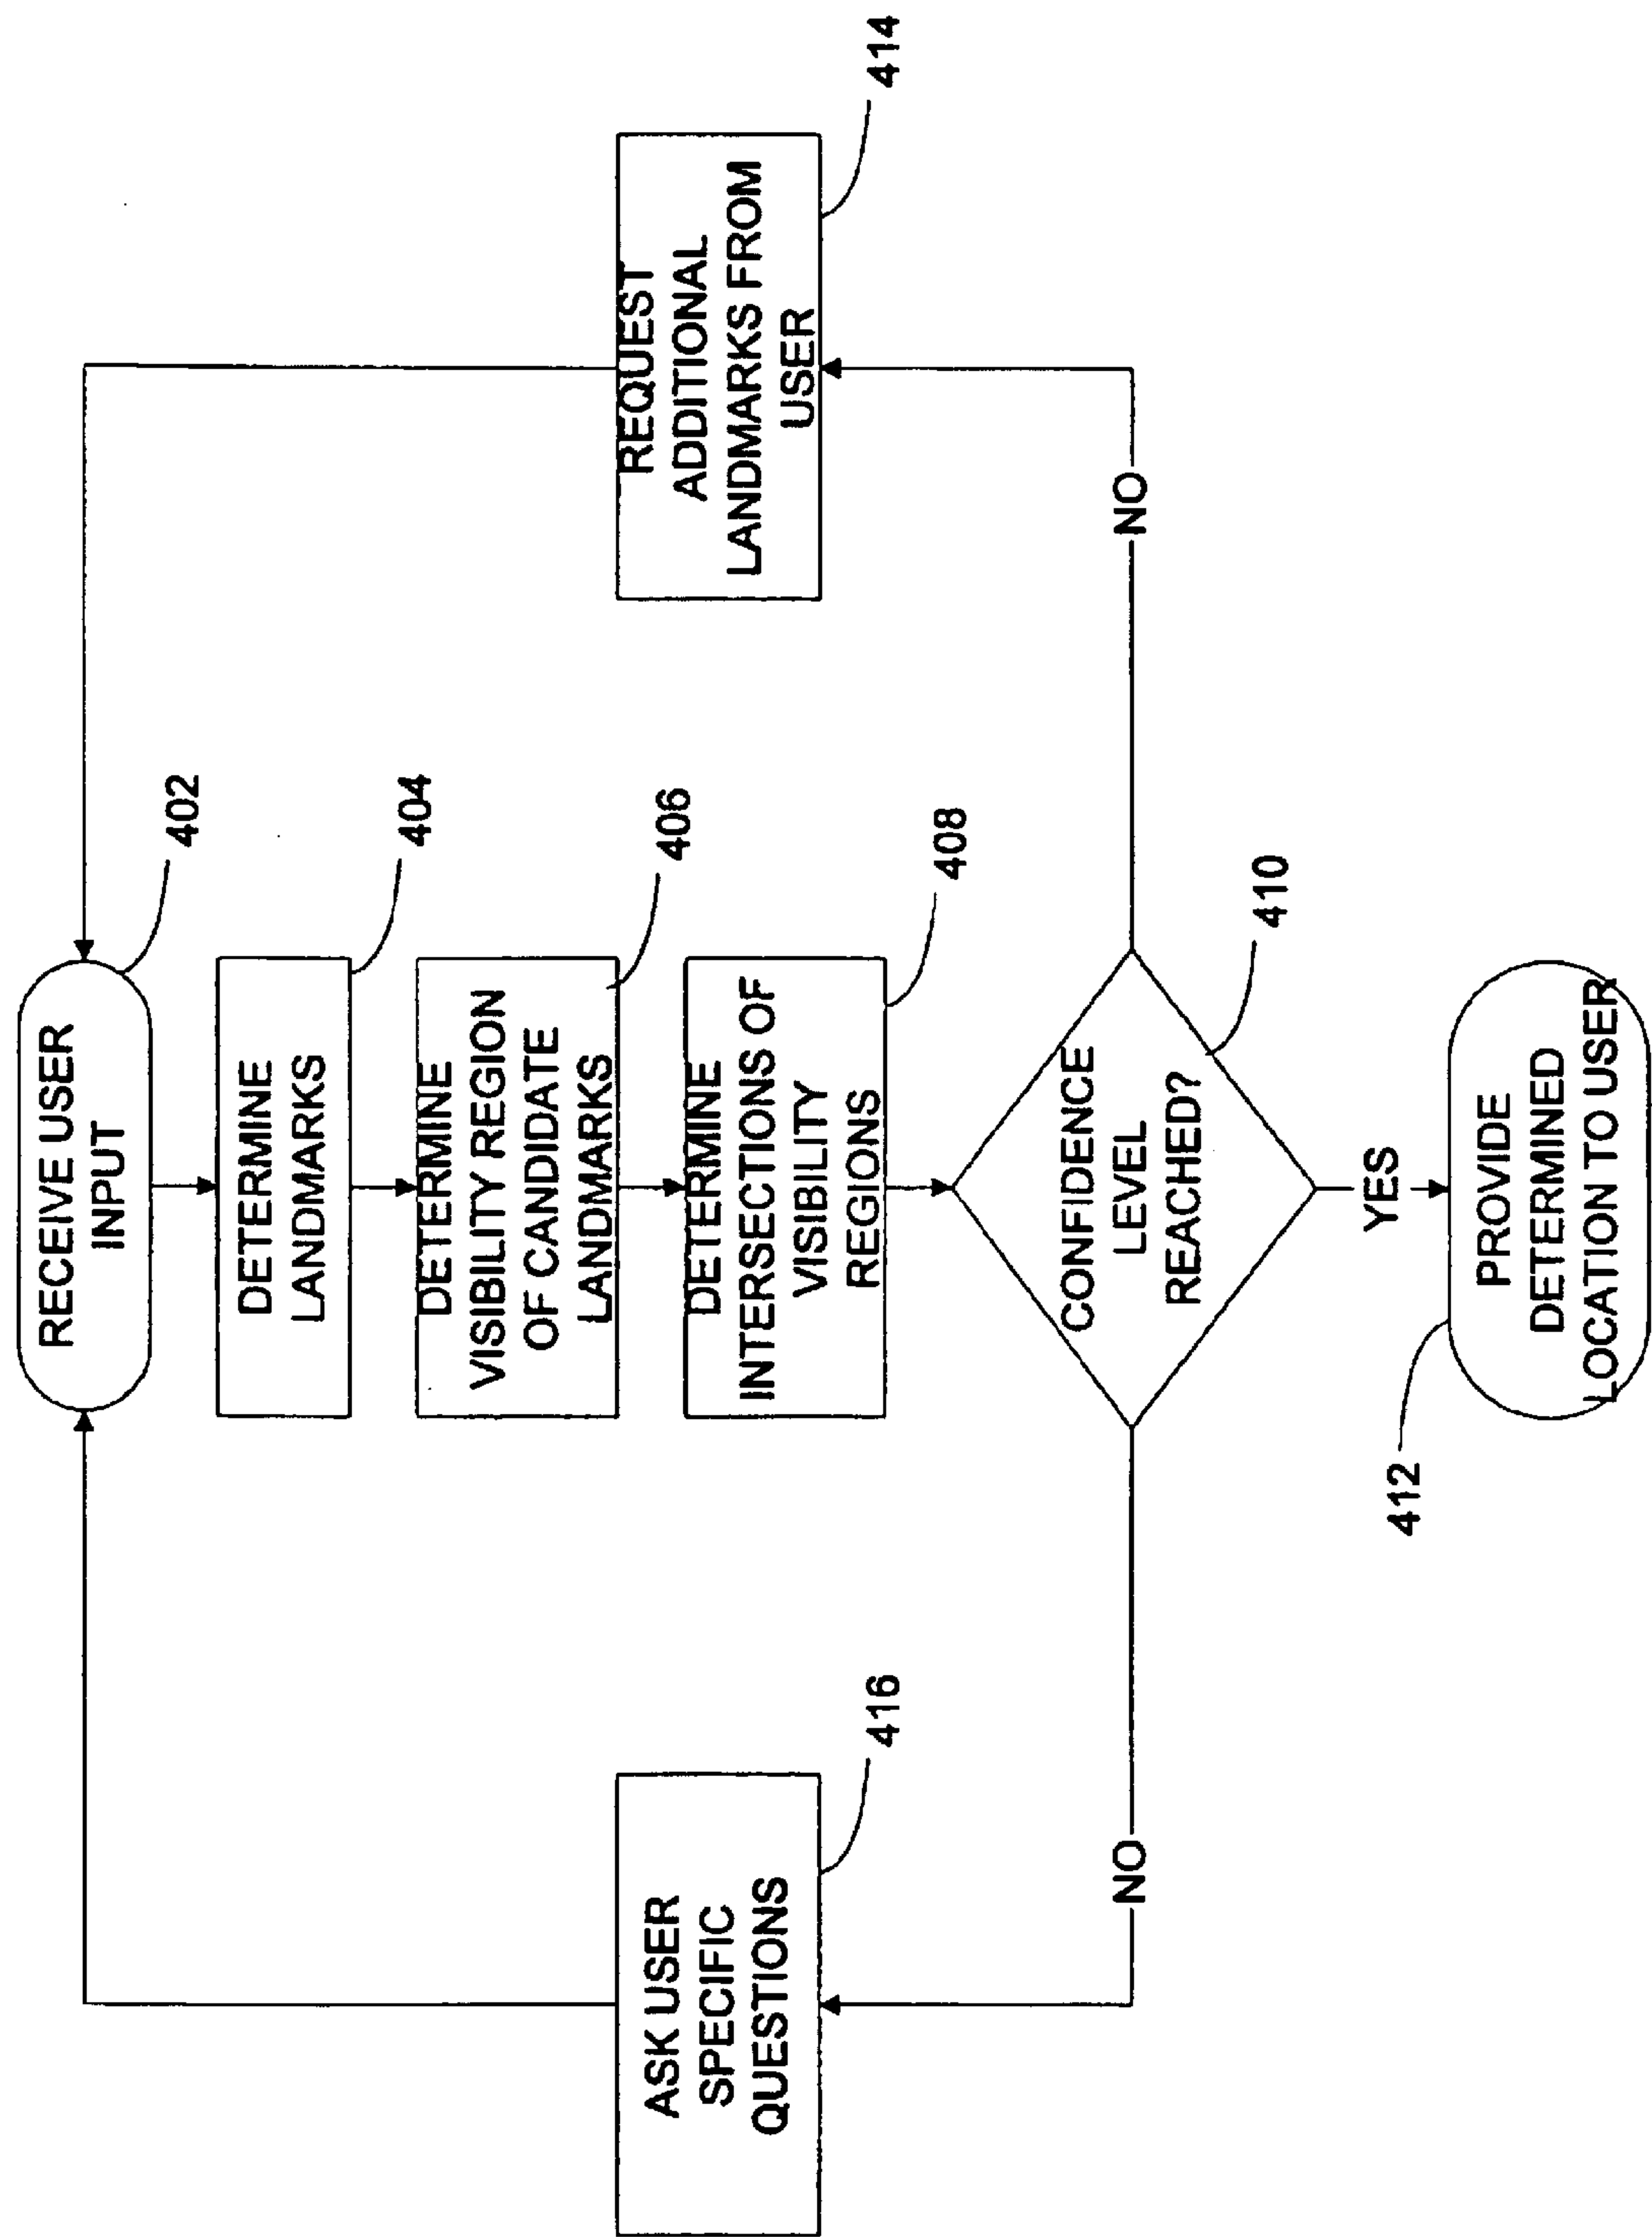 RECEIVE USER
INPUT
402
DETERMINE
LANDMARKS
404
DETERMINE
VISIBILITY REGION
OF CANDIDATE
LANDMARKS
406
DETERMINE
INTERSECTIONS OF
VISIBILITY
REGIONS
408
CONFIDENCE
LEVEL
REACHED?
410
NO
NO
YES
ASK USER
SPECIFIC
QUESTIONS
416
REQUEST
ADDITIONAL
LANDMARKS FROM
USER
414
412
PROVIDE
DETERMINED
LOCATION TO USER